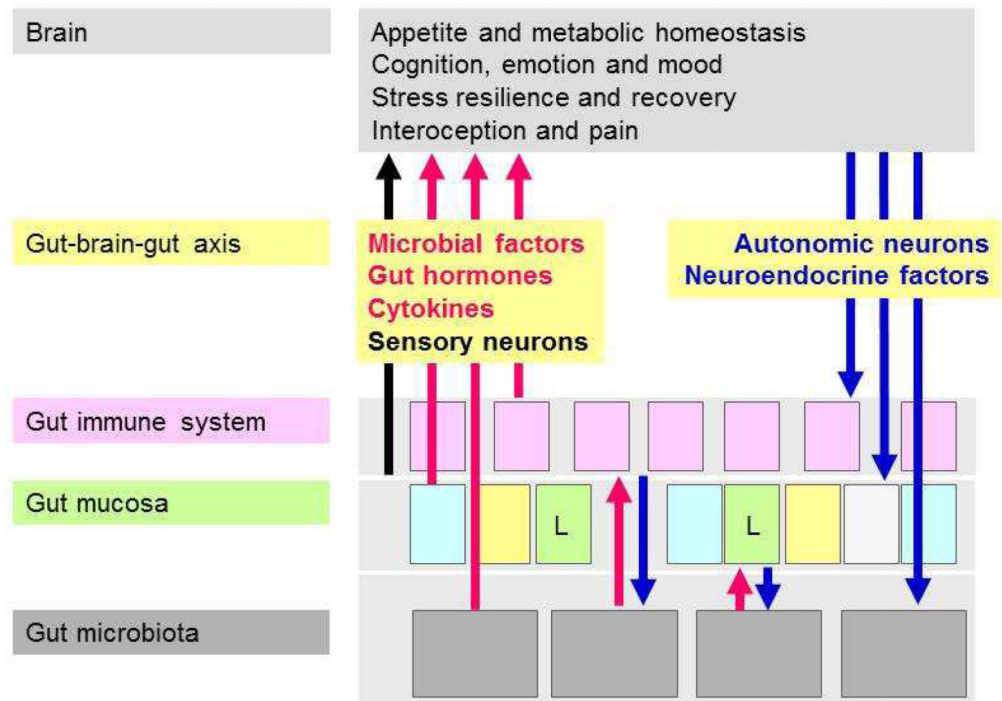 Brain
Appetite and metabolic homeostasis
Cognition, emotion and mood
Stress resilience and recovery
Interoception and pain
Gut-brain-gut axis
Microbial factors
Gut hormones
Cytokines
Sensory neurons
Autonomic neurons
Neuroendocrine factors
Gut immune system
Gut mucosa
L
L
Gut microbiota